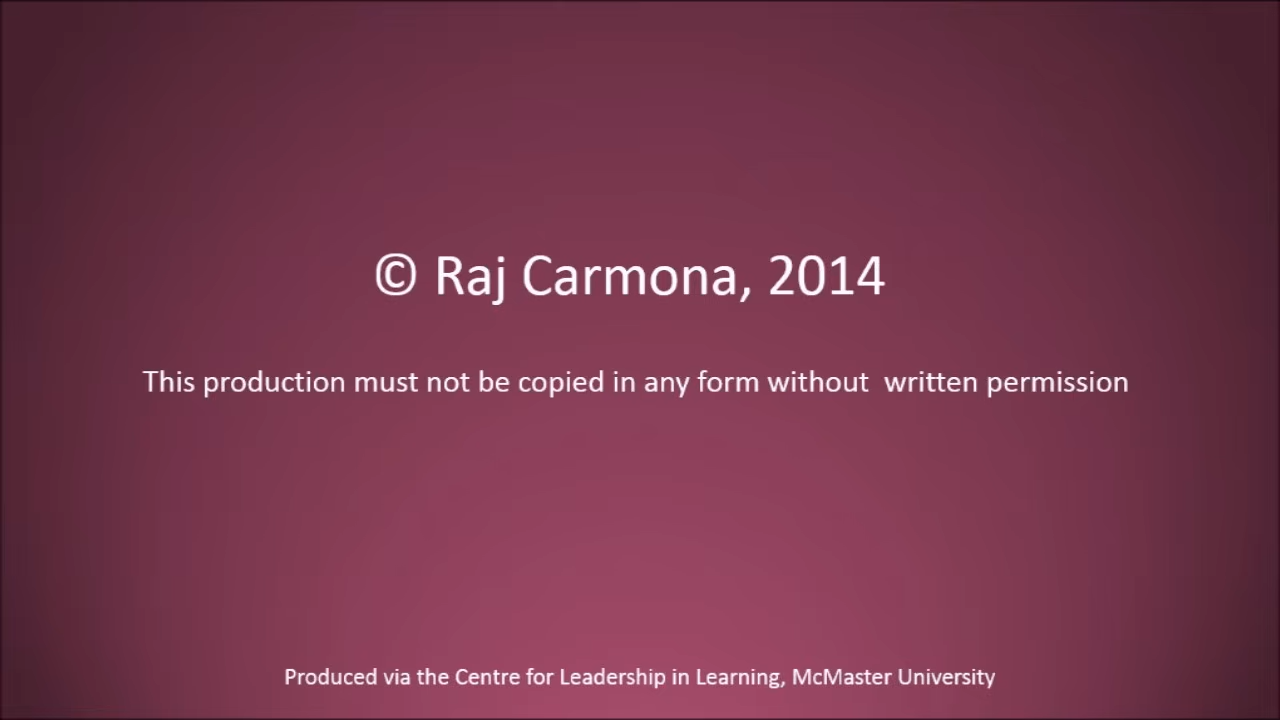 © Raj Carmona, 2014
This production must not be copied in any form without  written permission
Produced via the Centre for Leadership in Learning, McMaster University